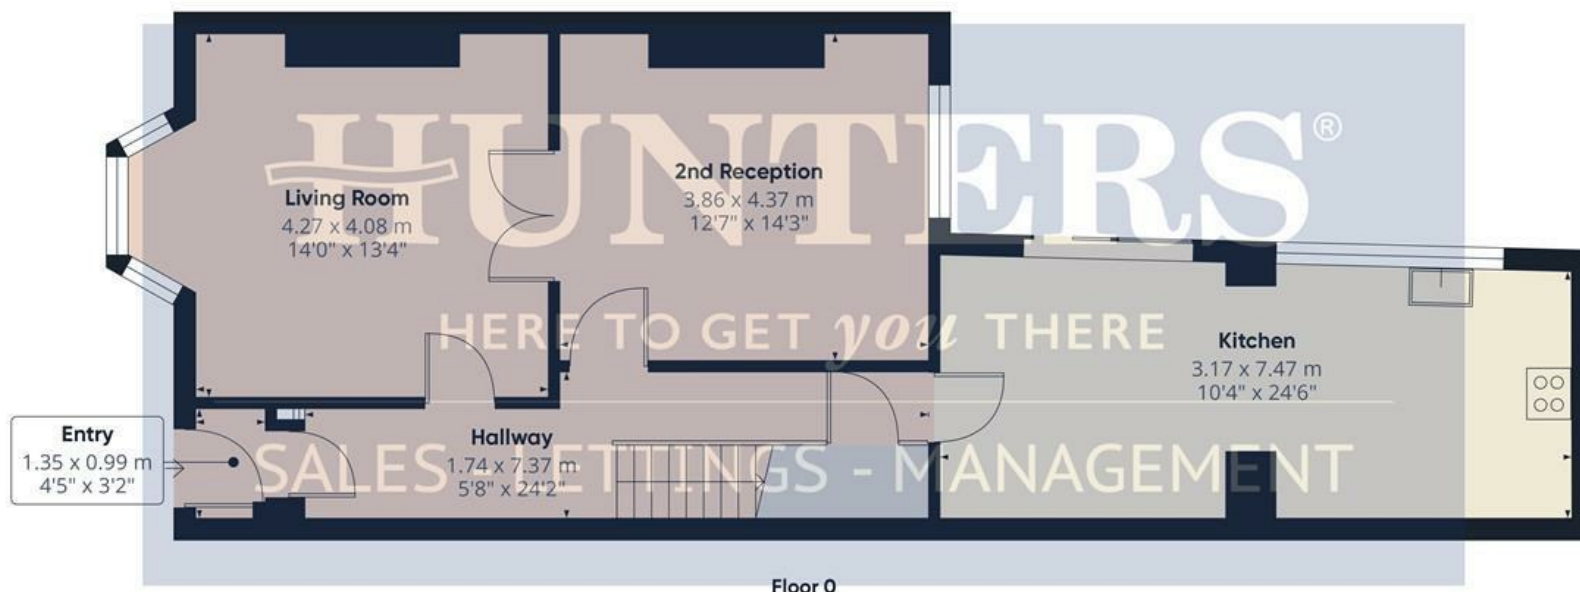 HUNTERS®
HERE TO GET you THERE
SALES - LETTINGS - MANAGEMENT
Living Room
4.27 x 4.08 m
14'0" x 13'4"
2nd Reception
3.86 x 4.37 m
12'7" x 14'3"
Kitchen
3.17 x 7.47 m
10'4" x 24'6"
Entry
1.35 x 0.99 m
4'5" x 3'2"
Hallway
1.74 x 7.37 m
5'8" x 24'2"
Floor 0